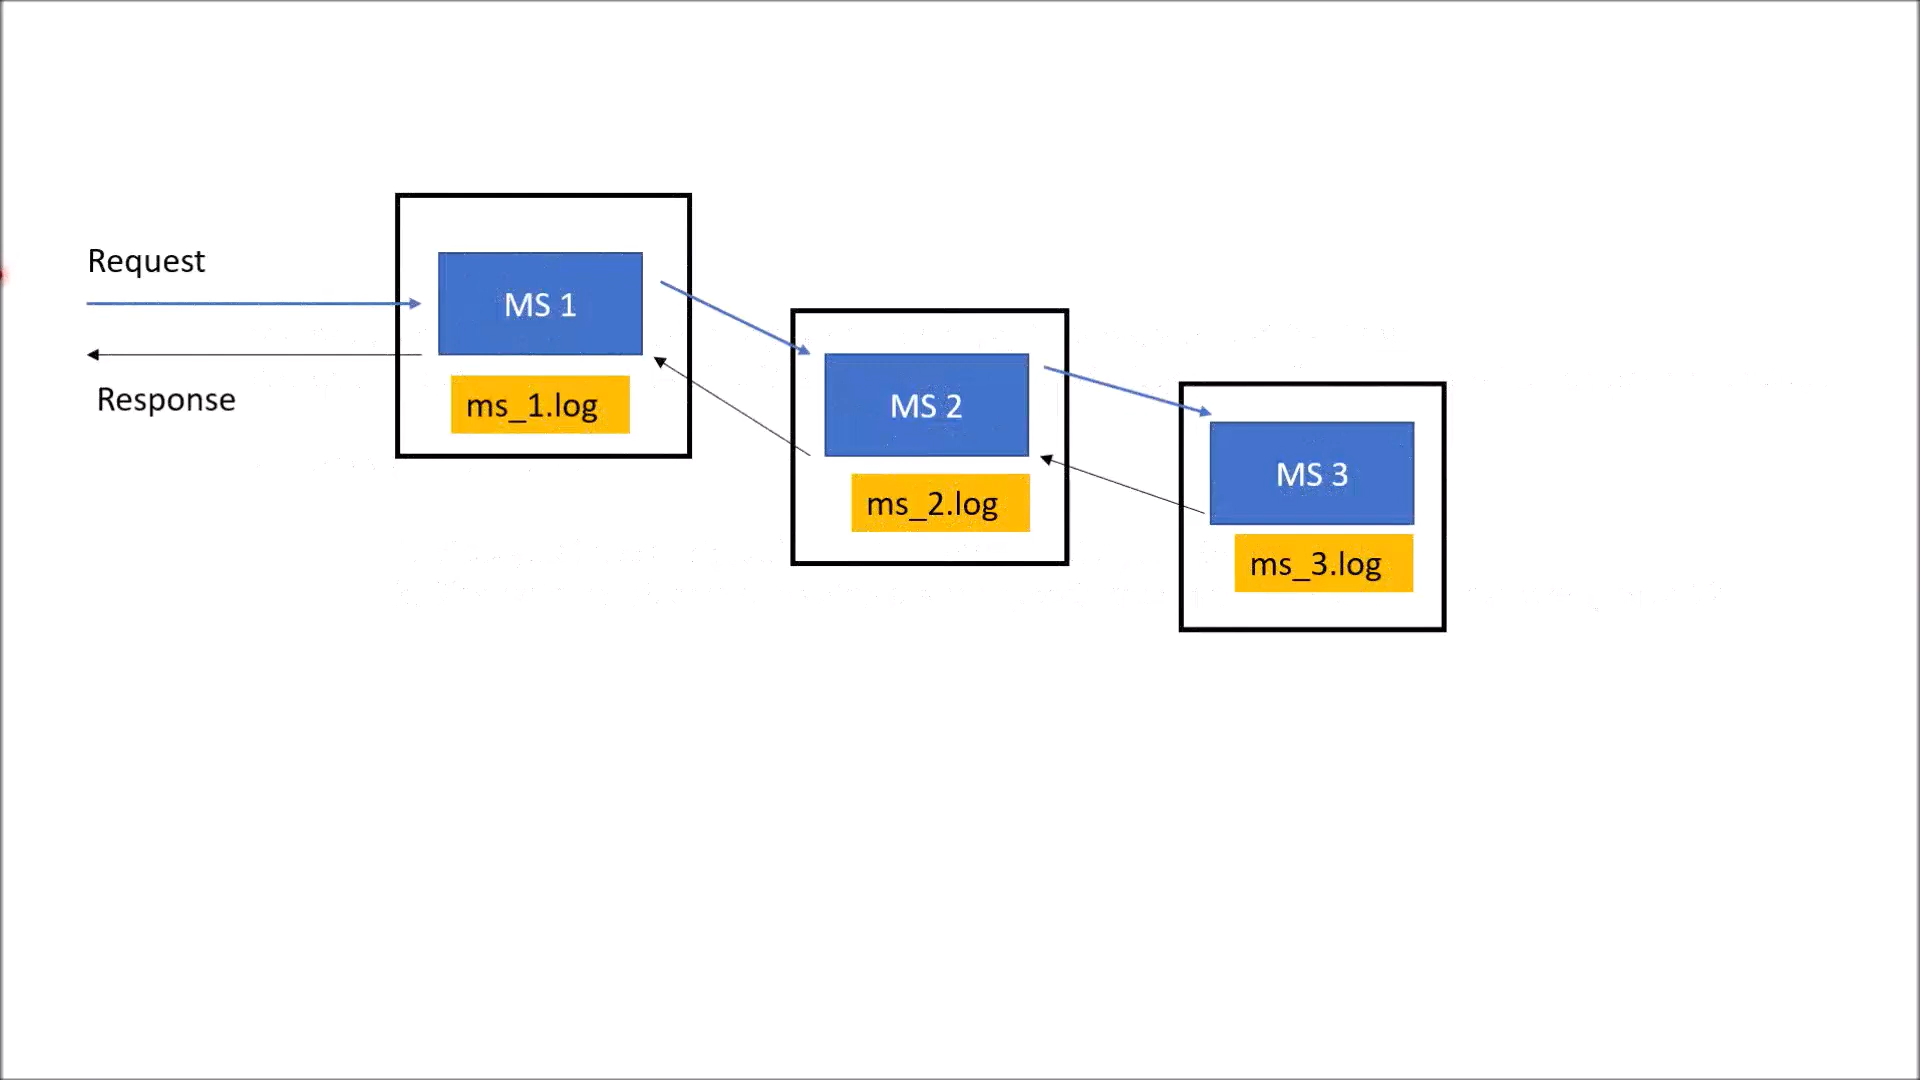 Request
Response
MS 1
ms_1.log
MS 2
ms_2.log
MS 3
ms_3.log